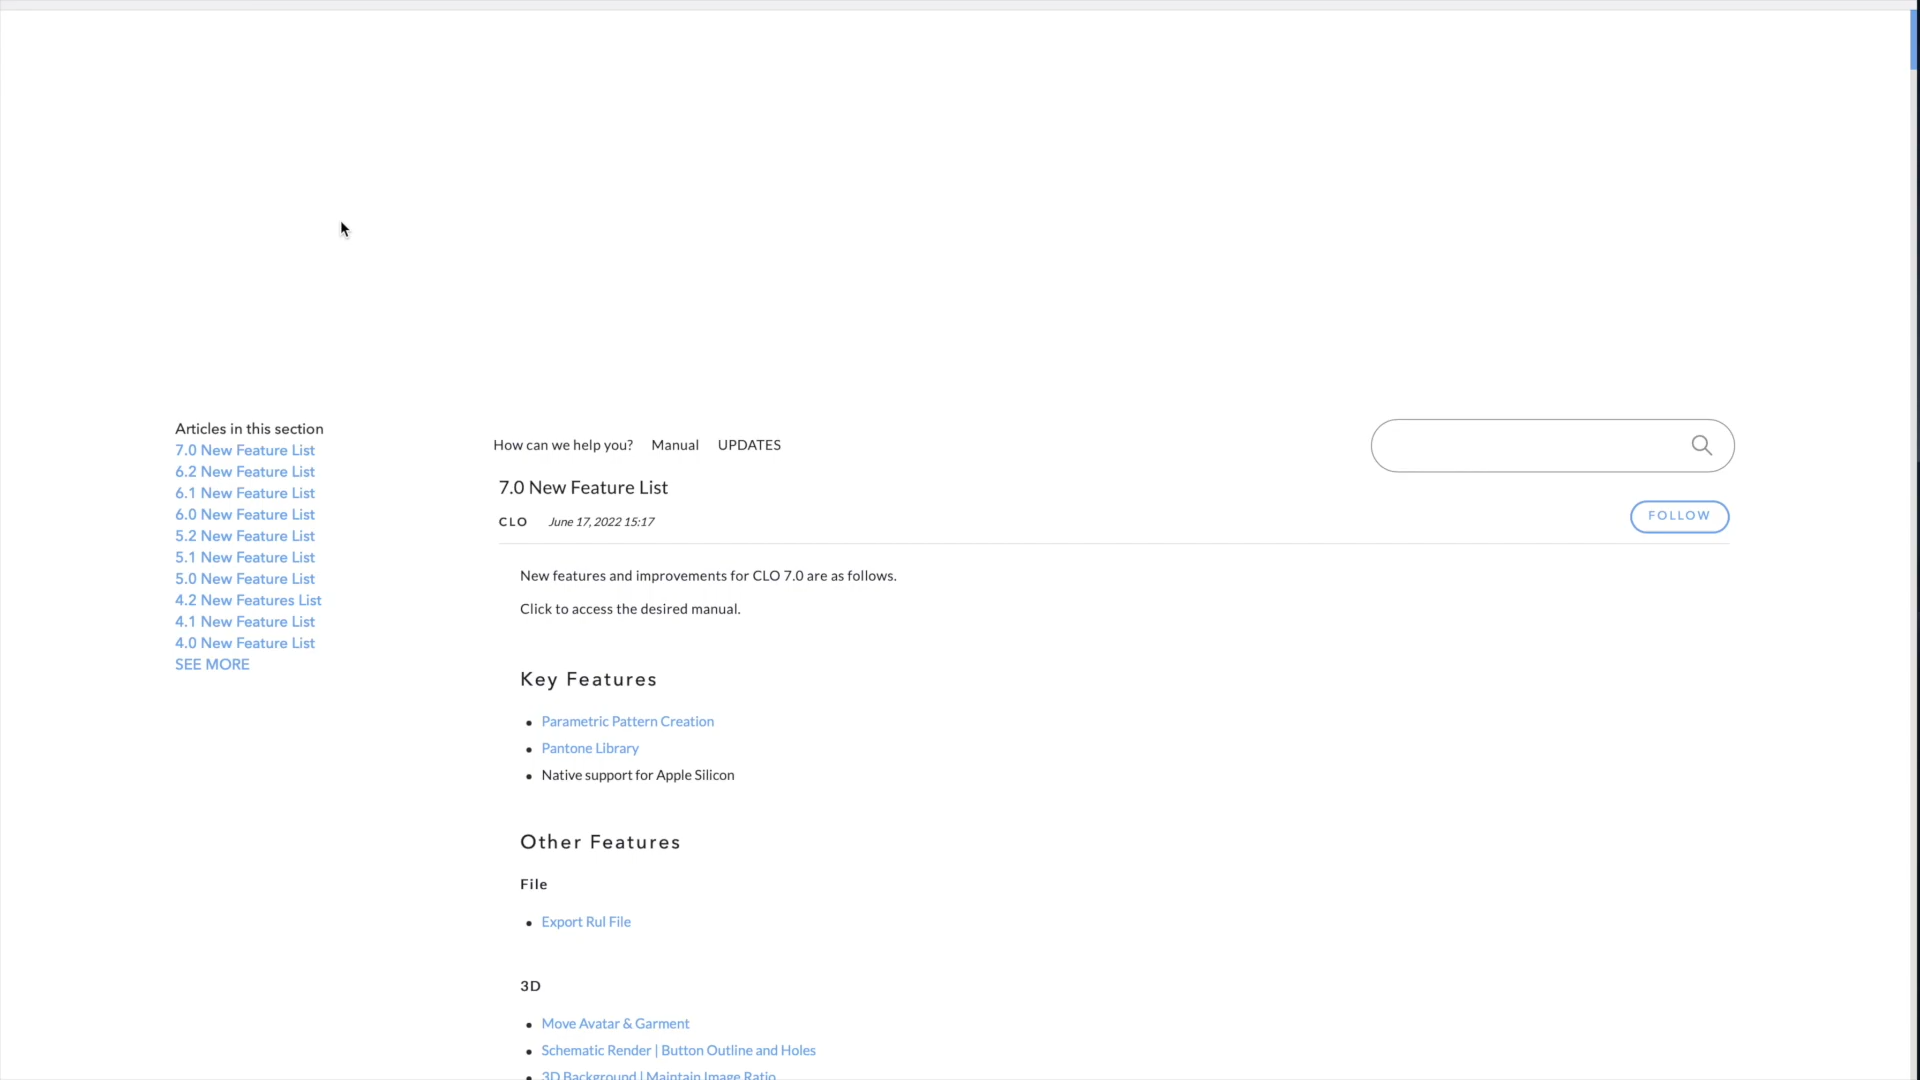 Articles in this section
7.0 New Feature List
6.2 New Feature List
6.1 New Feature List
6.0 New Feature List
5.2 New Feature List
5.1 New Feature List
5.0 New Feature List
4.2 New Features List
4.1 New Feature List
4.0 New Feature List
SEE MORE
How can we help you? Manual UPDATES
7.0 New Feature List
CLO June 17, 2022 15:17
FOLLOW
New features and improvements for CLO 7.0 are as follows.
Click to access the desired manual.
Key Features
Parametric Pattern Creation
Pantone Library
Native support for Apple Silicon
Other Features
File
Export Rul File
3D
Move Avatar & Garment
Schematic Render | Button Outline and Holes
3D Background | Maintain Image Ratio